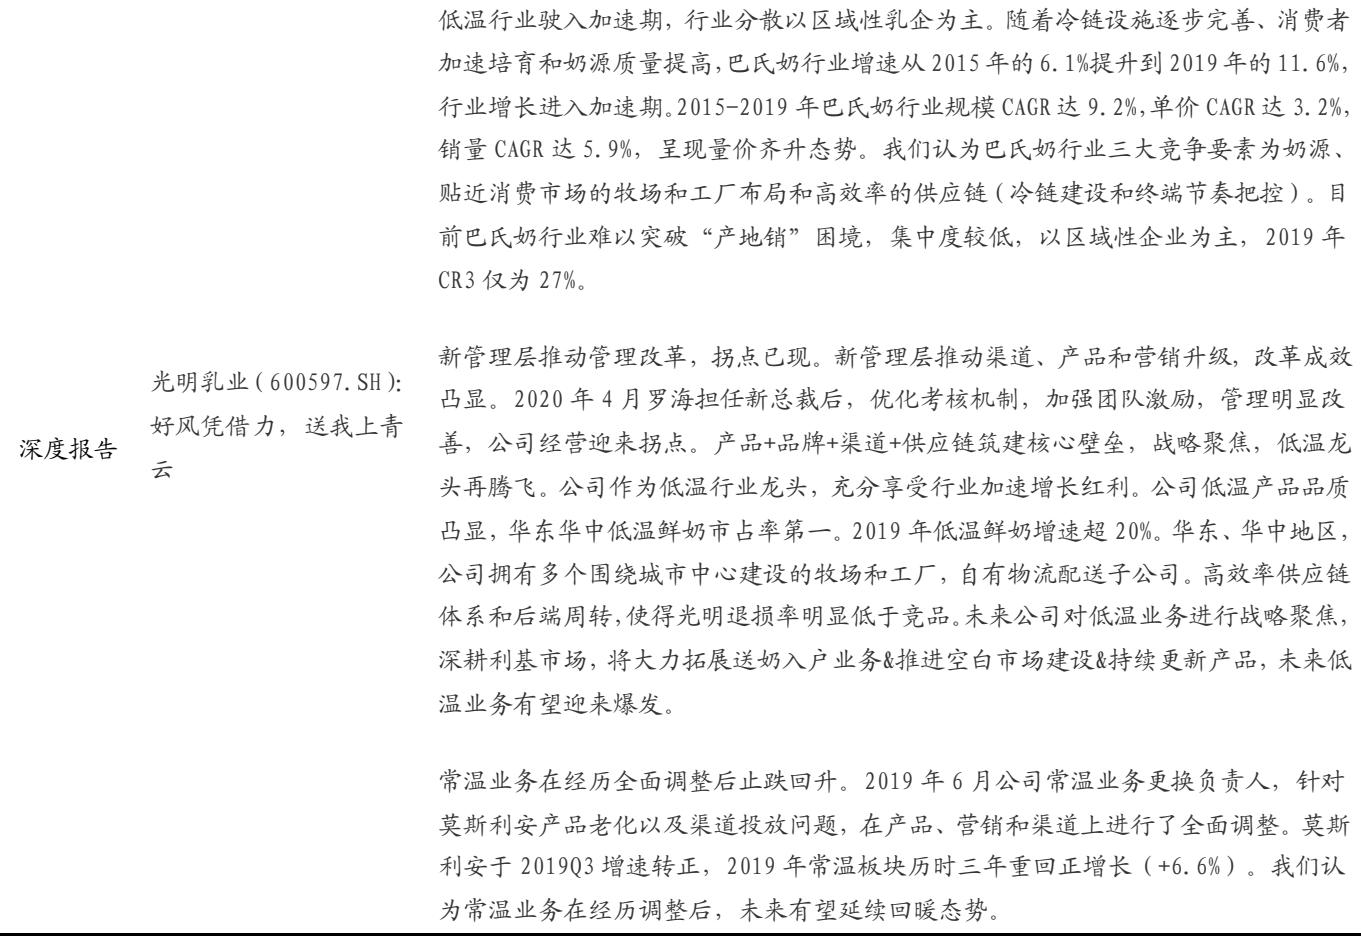 低温行业驶入加速期，行业分散以区域性乳企为主。随着冷链设施逐步完善、消费者
加速培育和奶源质量提高，巴氏奶行业增速从 2015 年的 6.1%提升到 2019 年的 11.6%，
行业增长进入加速期。2015-2019 年巴氏奶行业规模 CAGR 达 9.2%，单价 CAGR 达 3.2%，
销量 CAGR 达 5.9%，呈现量价齐升态势。我们认为巴氏奶行业三大竞争要素为奶源、
贴近消费市场的牧场和工厂布局和高效率的供应链（冷链建设和终端节奏把控）。目
前巴氏奶行业难以突破“产地销”困境，集中度较低，以区域性企业为主，2019 年
CR3 仅为 27%。
深度报告
光明乳业（600597.SH）：
好风凭借力，送我上青
云
新管理层推动管理改革，拐点已现。新管理层推动渠道、产品和营销升级，改革成效
凸显。2020 年 4 月罗海担任新总裁后，优化考核机制，加强团队激励，管理明显改
善，公司经营迎来拐点。产品+品牌+渠道+供应链筑建核心壁垒，战略聚焦，低温龙
头再腾飞。公司作为低温行业龙头，充分享受行业加速增长红利。公司低温产品品质
凸显，华东华中低温鲜奶市占率第一。2019 年低温鲜奶增速超 20%。华东、华中地区，
公司拥有多个围绕城市中心建设的牧场和工厂，自有物流配送子公司。高效率供应链
体系和后端周转，使得光明退损率明显低于竞品。未来公司对低温业务进行战略聚焦，
深耕利基市场，将大力拓展送奶入户业务&推进空白市场建设&持续更新产品，未来低
温业务有望迎来爆发。
常温业务在经历全面调整后止跌回升。2019 年 6 月公司常温业务更换负责人，针对
莫斯利安产品老化以及渠道投放问题，在产品、营销和渠道上进行了全面调整。莫斯
利安于 2019Q3 增速转正，2019 年常温板块历时三年重回正增长（+6.6%）。我们认
为常温业务在经历调整后，未来有望延续回暖态势。